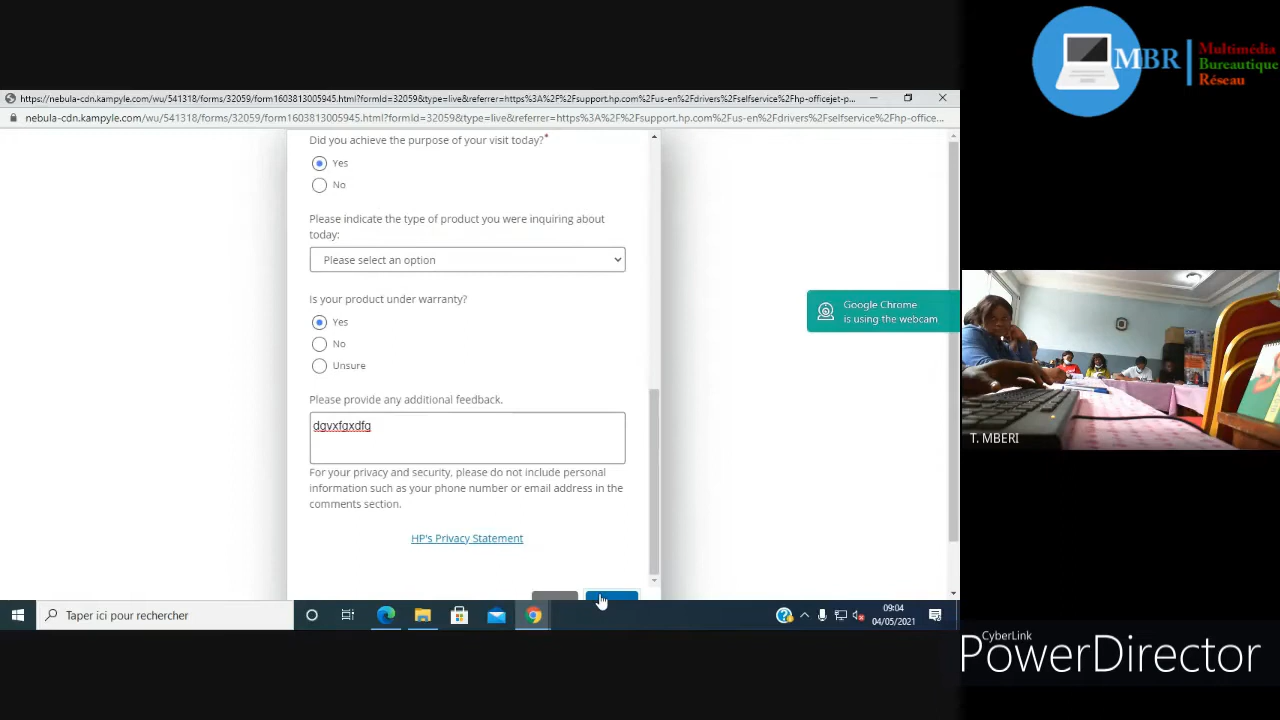 MBR
Multimédia
Bureautique
Réseau
https://nebula-cdn.kampyle.com/wu/541318/forms/32059/form1603813005945.html?formId=32059&type=live&referrer=https%3A%2F%2Fsupport.hp.com%2Fus-en%2Fdrivers%2Fselfservice%2Fhp-officejet-p...
nebula-cdn.kampyle.com/wu/541318/forms/32059/form1603813005945.html?formId=32059&type=live&referrer=https%3A%2F%2Fsupport.hp.com%2Fus-en%2Fdrivers%2Fselfservice%2Fhp-office...
Did you achieve the purpose of your visit today?*
Yes
No
Please indicate the type of product you were inquiring about
today:
Please select an option
Is your product under warranty?
Yes
No
Unsure
Google Chrome
is using the webcam
Please provide any additional feedback.
dgvxfgxdfg
For your privacy and security, please do not include personal
information such as your phone number or email address in the
comments section.
HP's Privacy Statement
T. MBERI
Taper ici pour rechercher
09:04
04/05/2021
CyberLink
PowerDirector